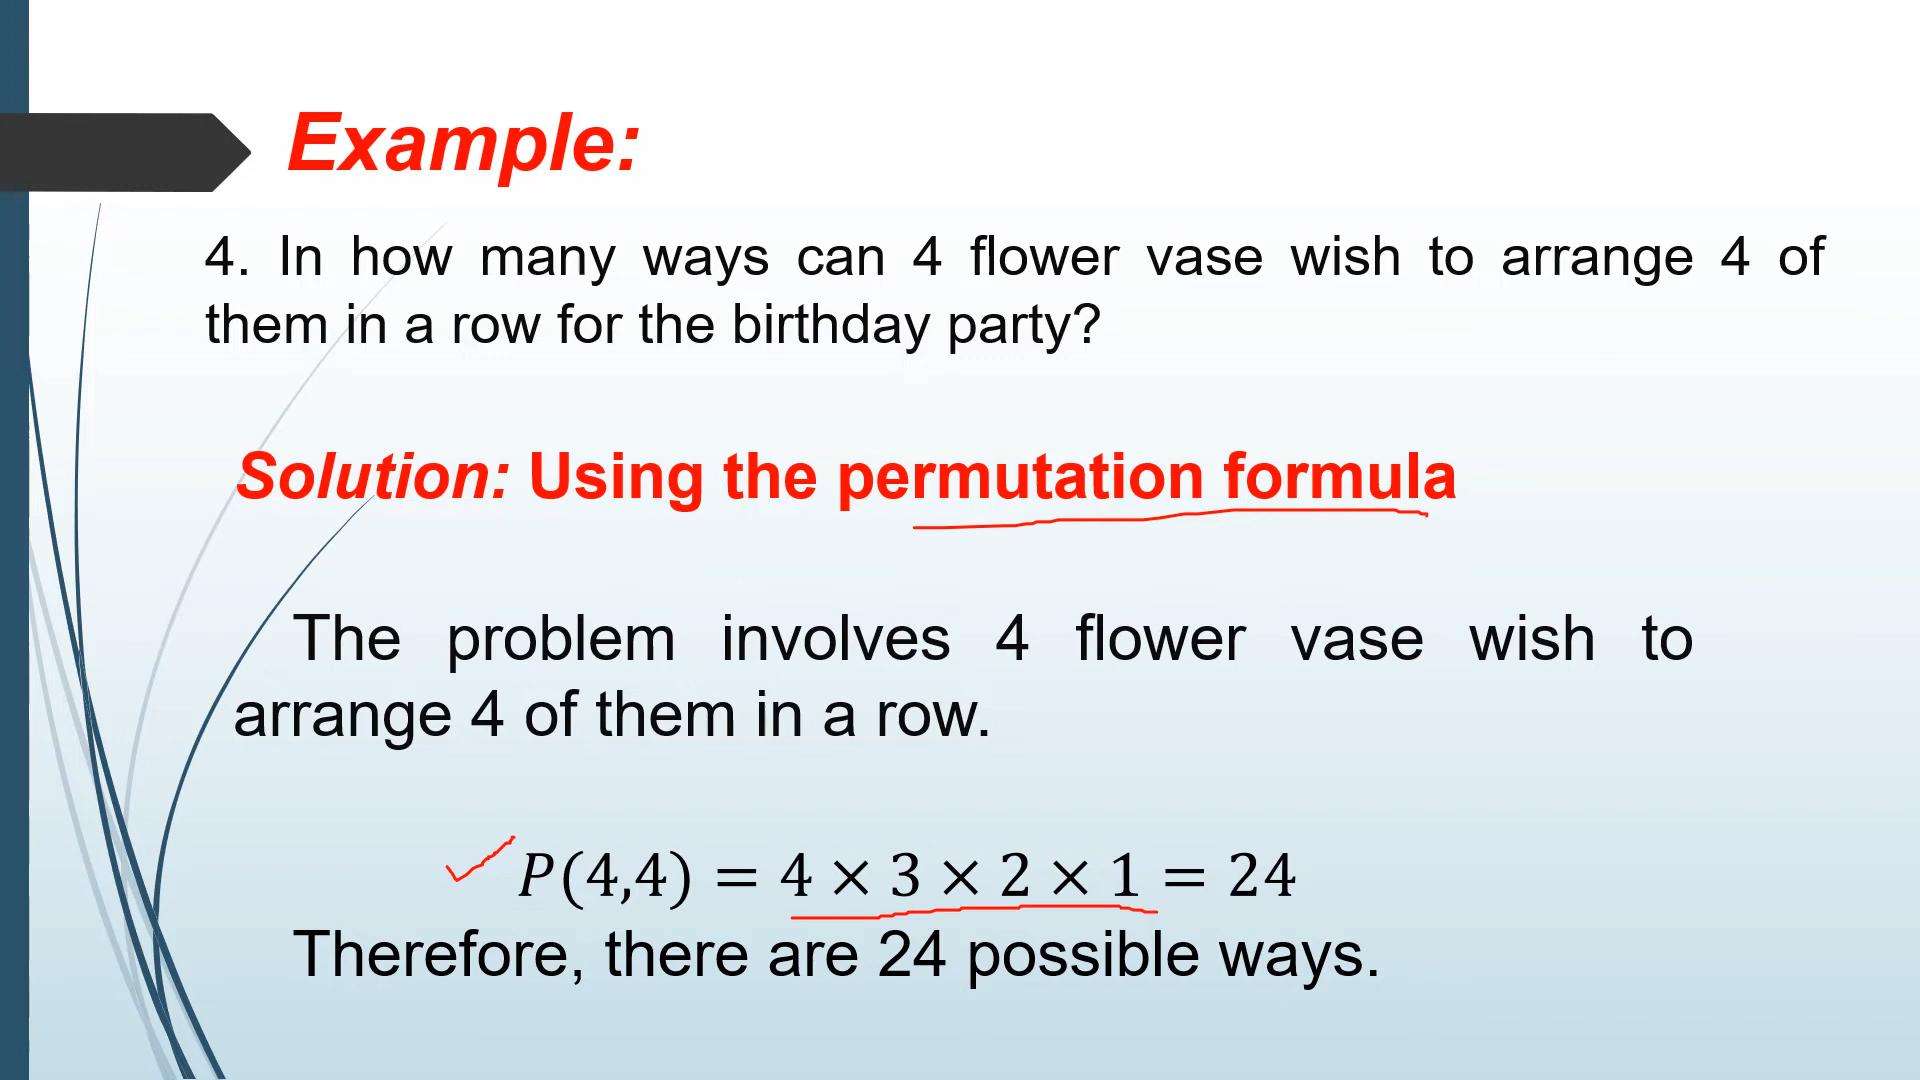 Example:
4. In how many ways can 4 flower vase wish to arrange 4 of
them in a row for the birthday party?
Solution: Using the permutation formula
The problem involves 4 flower vase wish to
arrange 4 of them in a row.
P(4,4) = 4 × 3 × 2 × 1 = 24
Therefore, there are 24 possible ways.